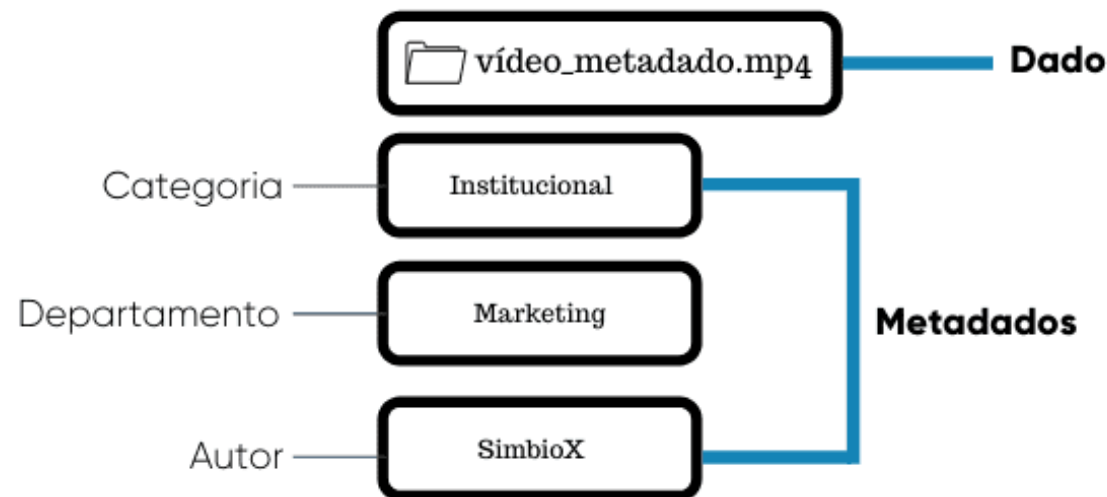 vídeo_metadado.mp4 Dado
Categoria Institucional
Departamento Marketing
Metadados
Autor SimbioX